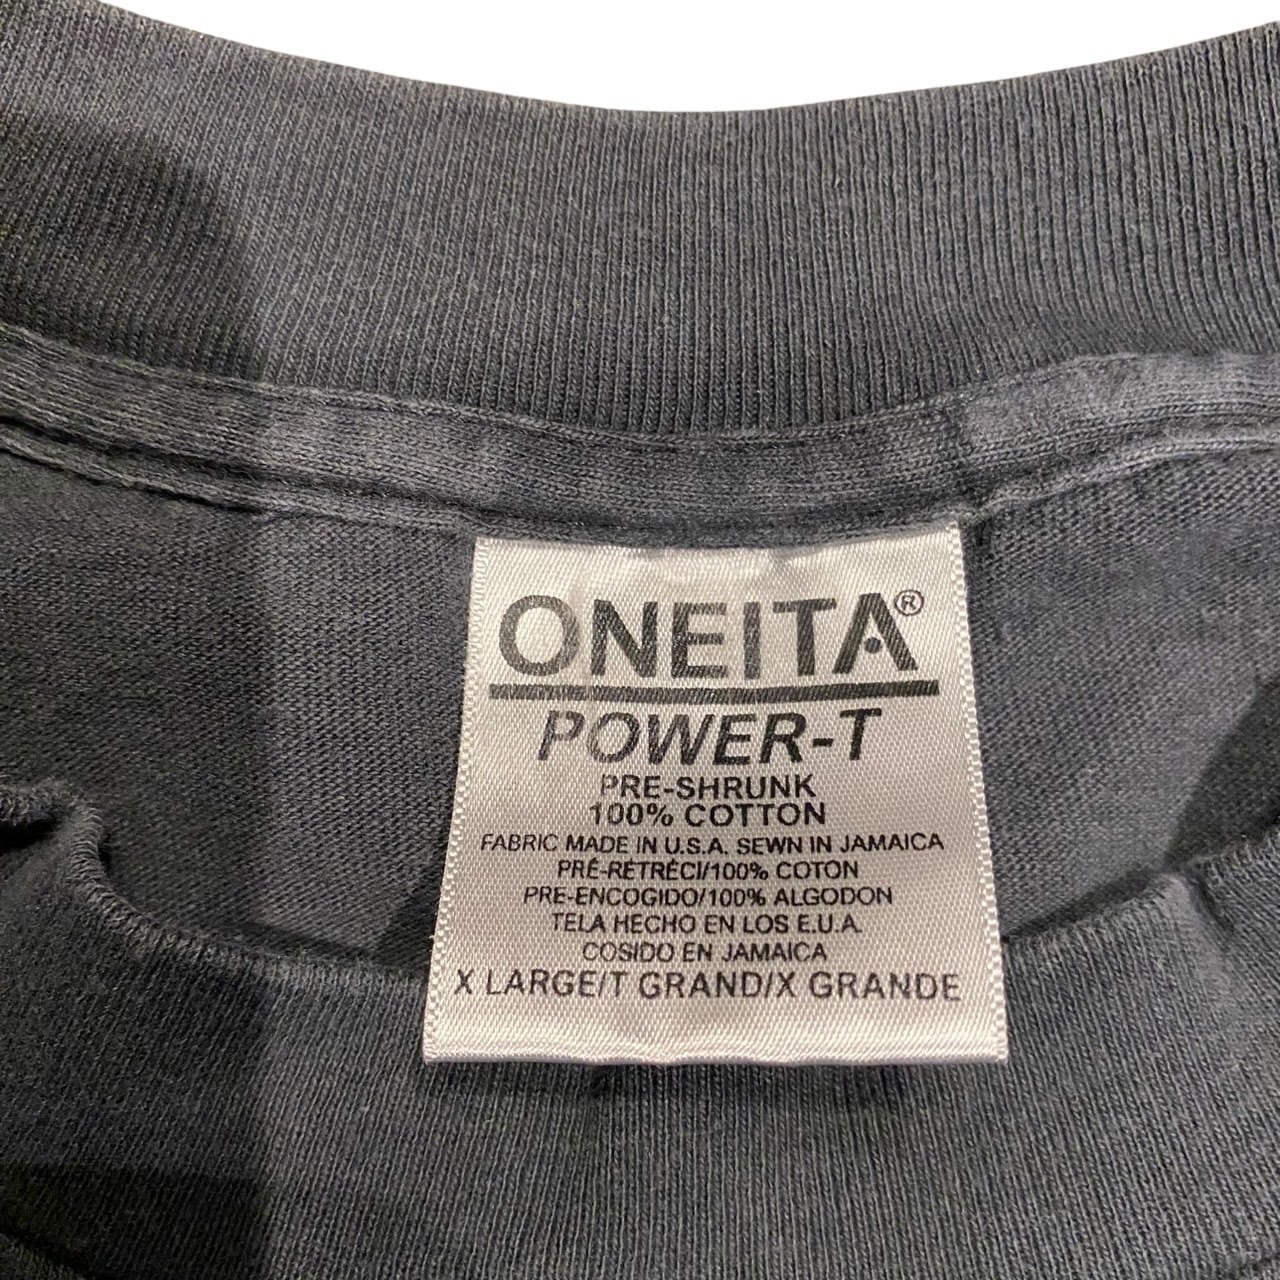 ONEITA®
POWER-T
PRE-SHRUNK
100% COTTON
FABRIC MADE IN U.S.A. SEWN IN JAMAICA
PRÉ-RETRÉCI/100% COTON
PRE-ENCOGIDO/100% ALGODON
TELA HECHO EN LOS E.U.A.
COSIDO EN JAMAICA
X LARGE/T GRAND/X GRANDE